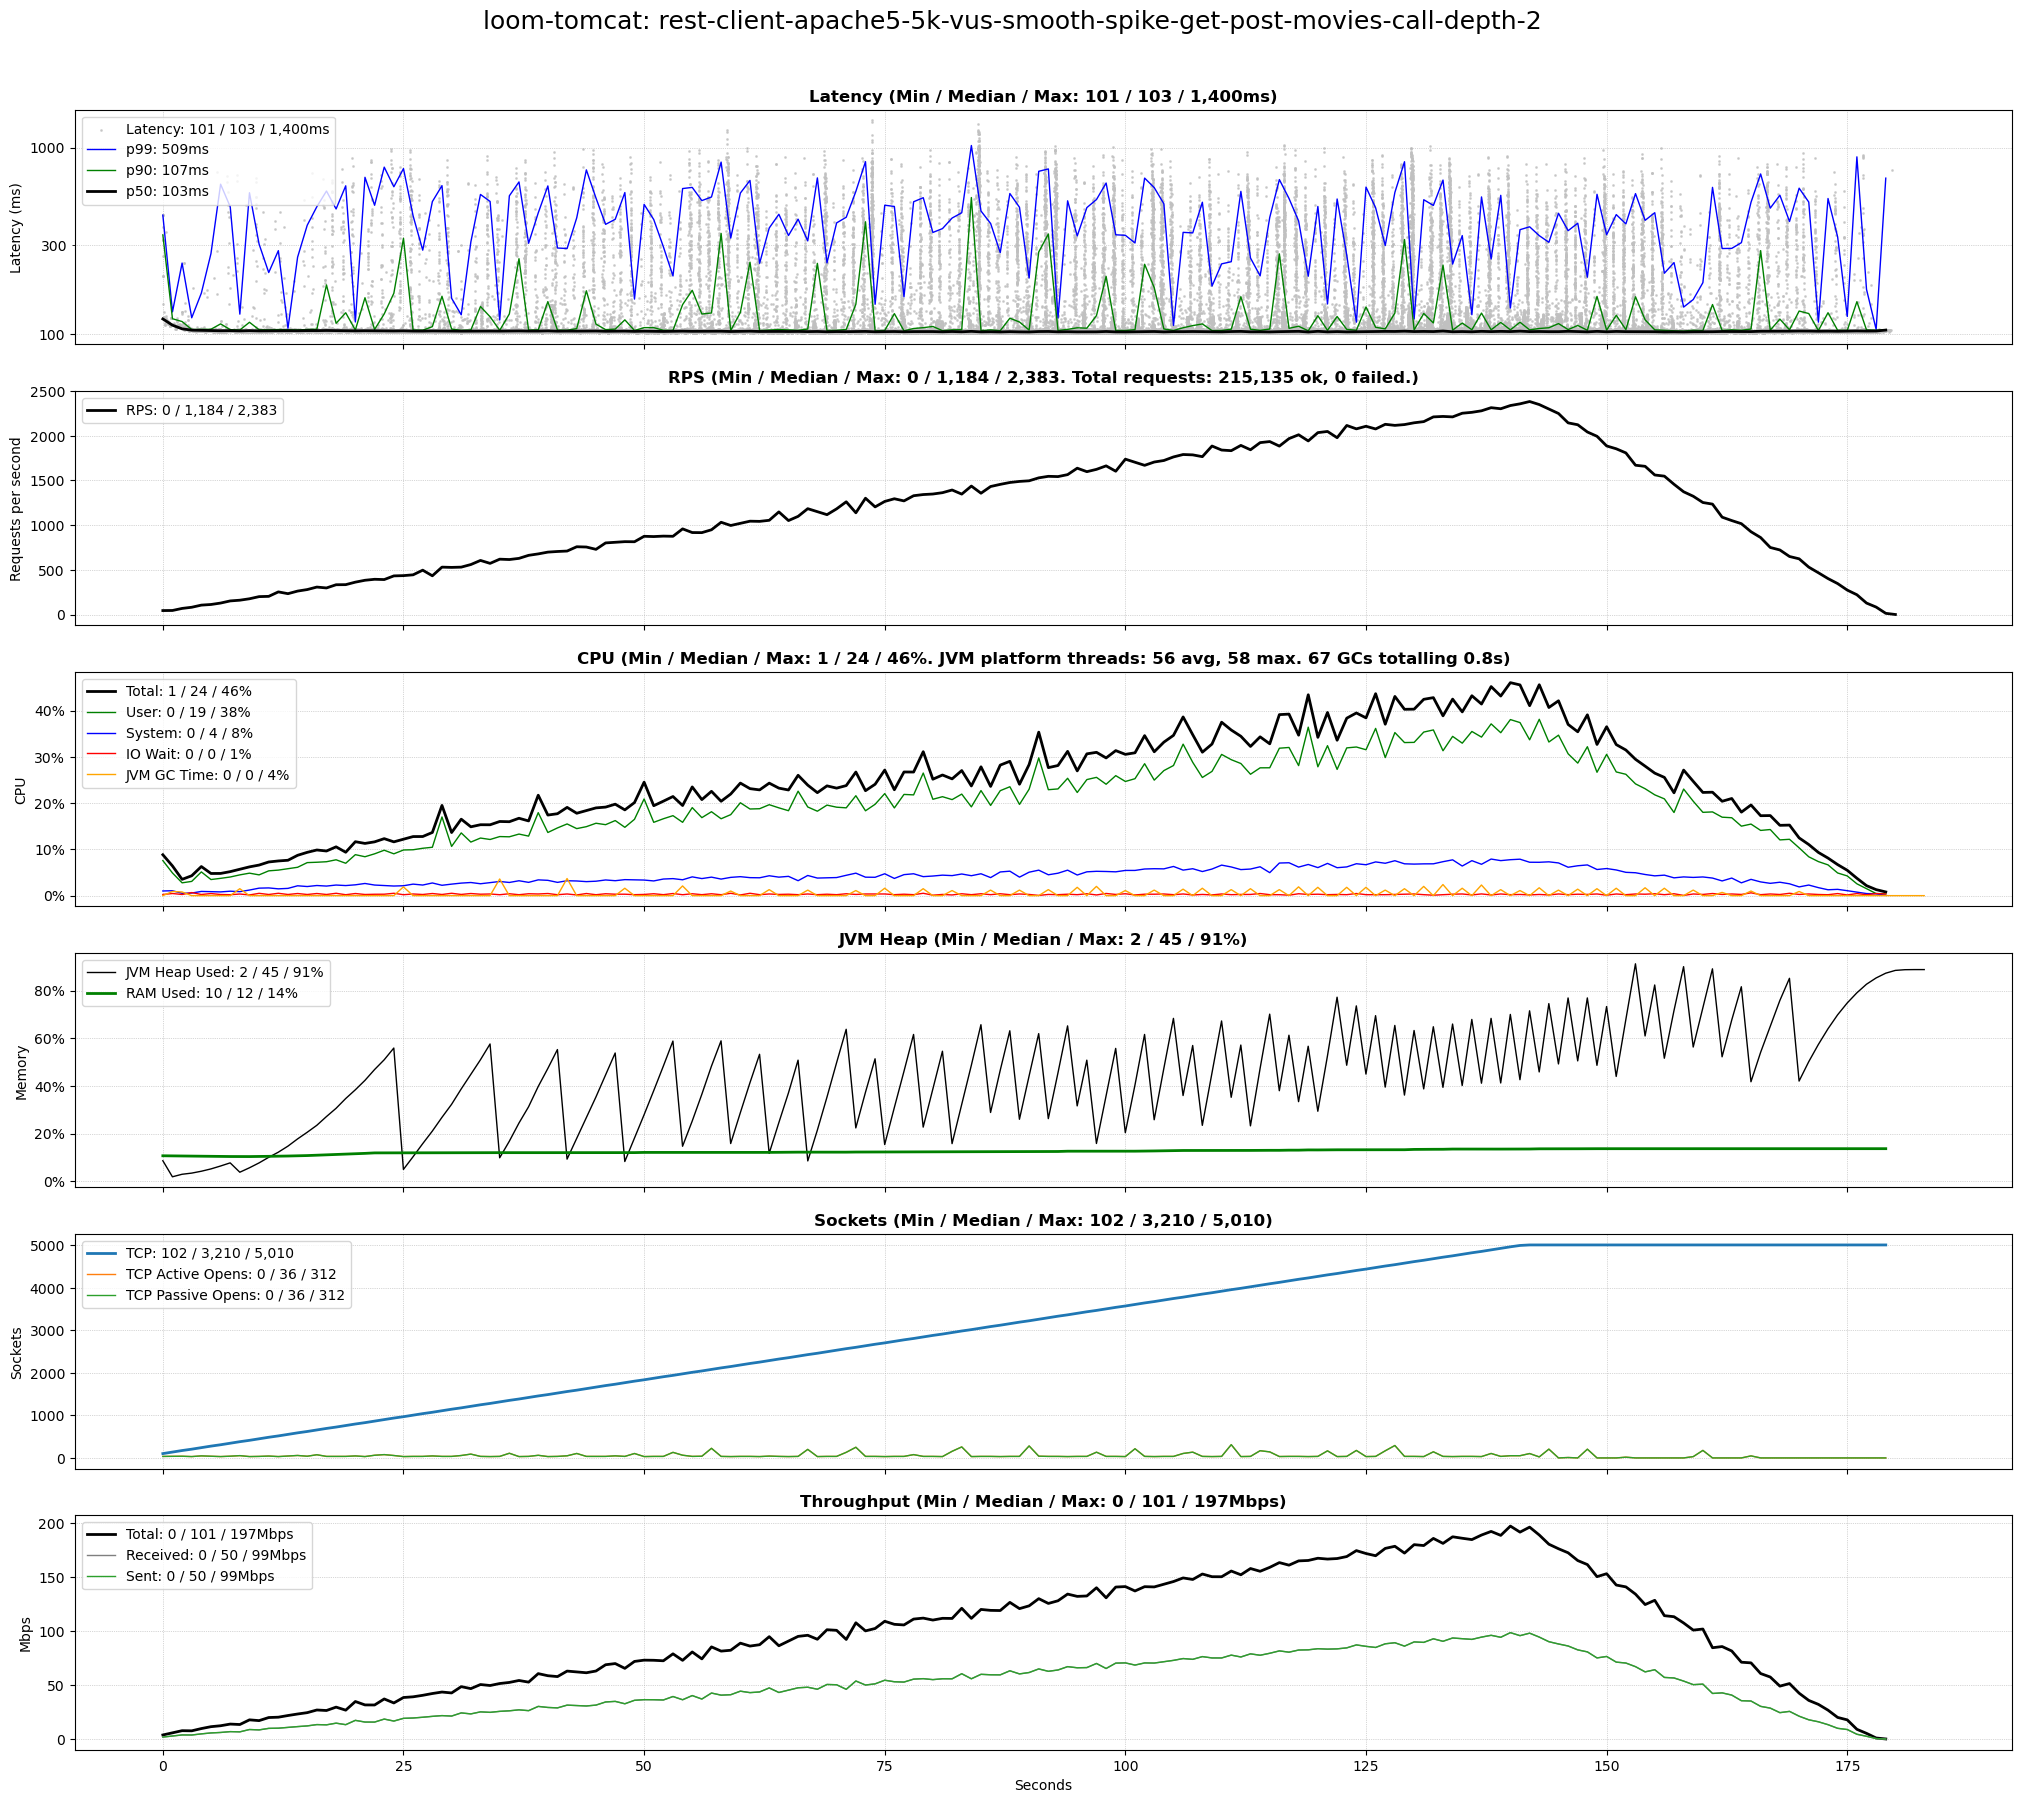 loom-tomcat: rest-client-apache5-5k-vus-smooth-spike-get-post-movies-call-depth-2
Latency (Min / Median / Max: 101 / 103 / 1,400ms)
Latency: 101 / 103 / 1,400ms
p99: 509ms
p90: 107ms
p50: 103ms
Latency (ms)
1000
300
100
RPS (Min / Median / Max: 0 / 1,184 / 2,383. Total requests: 215,135 ok, 0 failed.)
RPS: 0 / 1,184 / 2,383
Requests per second
2500
2000
1500
1000
500
0
CPU (Min / Median / Max: 1 / 24 / 46%. JVM platform threads: 56 avg, 58 max. 67 GCs totalling 0.8s)
Total: 1 / 24 / 46%
User: 0 / 19 / 38%
System: 0 / 4 / 8%
IO Wait: 0 / 0 / 1%
JVM GC Time: 0 / 0 / 4%
CPU
40%
30%
20%
10%
0%
JVM Heap (Min / Median / Max: 2 / 45 / 91%)
JVM Heap Used: 2 / 45 / 91%
RAM Used: 10 / 12 / 14%
Memory
80%
60%
40%
20%
0%
Sockets (Min / Median / Max: 102 / 3,210 / 5,010)
TCP: 102 / 3,210 / 5,010
TCP Active Opens: 0 / 36 / 312
TCP Passive Opens: 0 / 36 / 312
Sockets
5000
4000
3000
2000
1000
0
Throughput (Min / Median / Max: 0 / 101 / 197Mbps)
Total: 0 / 101 / 197Mbps
Received: 0 / 50 / 99Mbps
Sent: 0 / 50 / 99Mbps
Mbps
200
150
100
50
0
0 25 50 75 100 125 150 175
Seconds